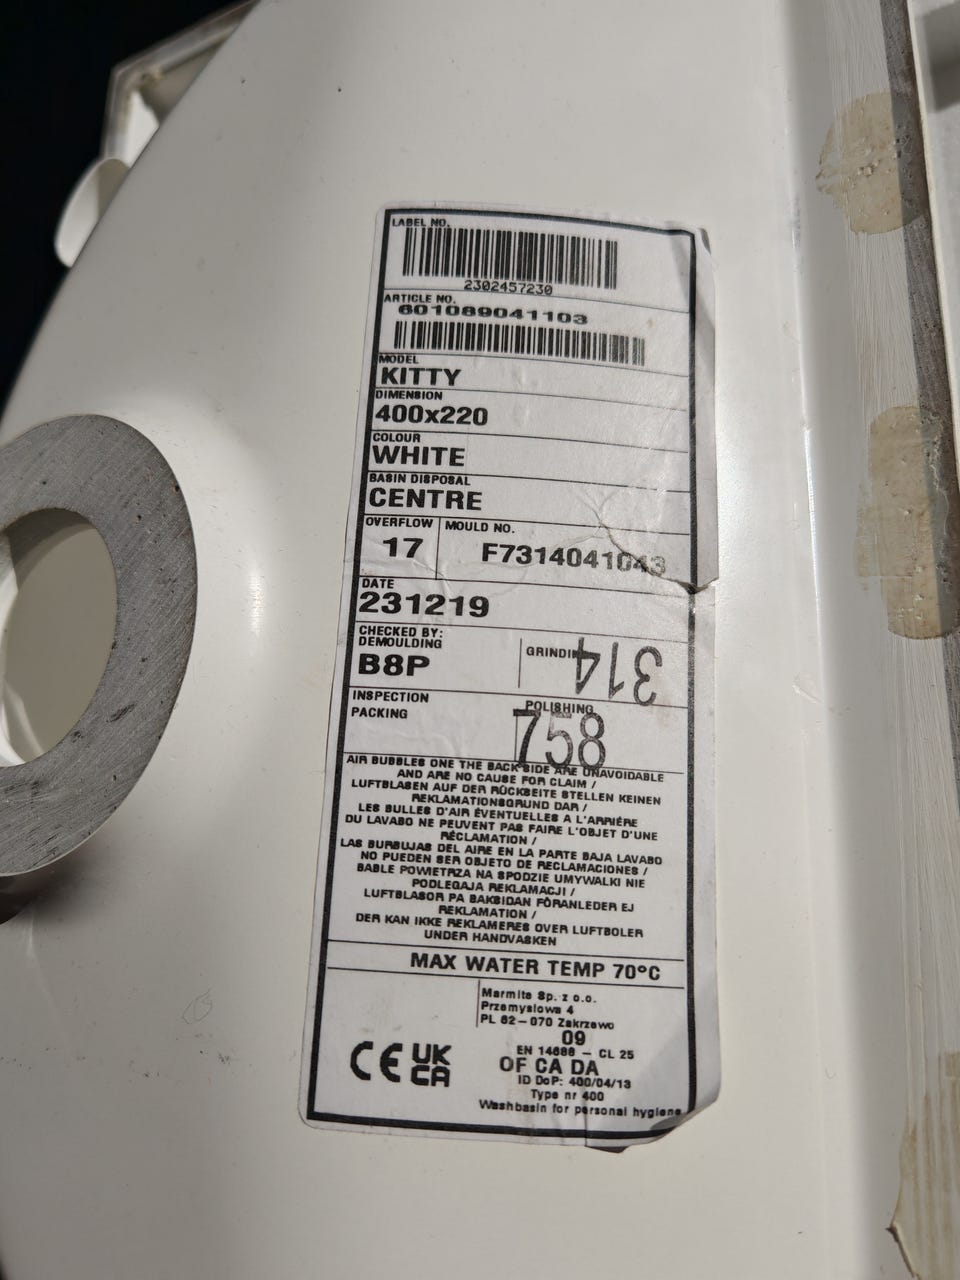 LABEL NO.
2302457230
ARTICLE NO.
601089041103
MODEL
KITTY
DIMENSION
400x220
COLOUR
WHITE
BASIN DISPOSAL
CENTRE
OVERFLOW MOULD NO.
17 F7314041043
DATE
231219
CHECKED BY:
DEMOULDING GRINDING
B8P 314
INSPECTION POLISHING
PACKING 758
AIR BUBBLES ONE THE BACK SIDE ARE UNAVOIDABLE
AND ARE NO CAUSE FOR CLAIM /
LUFTBLASEN AUF DER RÜCKSEITE STELLEN KEINEN
REKLAMATIONSGRUND DAR /
LES BULLES D'AIR ÉVENTUELLES A L'ARRIÉRE
DU LAVABO NE PEUVENT PAS FAIRE L'OBJET D'UNE
RÉCLAMATION /
LAS BURBUJAS DEL AIRE EN LA PARTE BAJA LAVABO
NO PUEDEN SER OBJETO DE RECLAMACIONES /
BABLE POWIETRZA NA SPODZIE UMYWALKI NIE
PODLEGAJA REKLAMACJI /
LUFTBLASOR PA BAKSIDAN FÖRANLEDER EJ
REKLAMATION /
DER KAN IKKE REKLAMERES OVER LUFTBOLER
UNDER HANDVASKEN
MAX WATER TEMP 70°C
Marmite Sp. z o.o.
Przemyslowa 4
PL 62-070 Zakrzewo
09
EN 14688 - CL 25
OF CA DA
ID DoP: 400/04/13
Type nr 400
Washbasin for personal hygiene
CE UK
CA